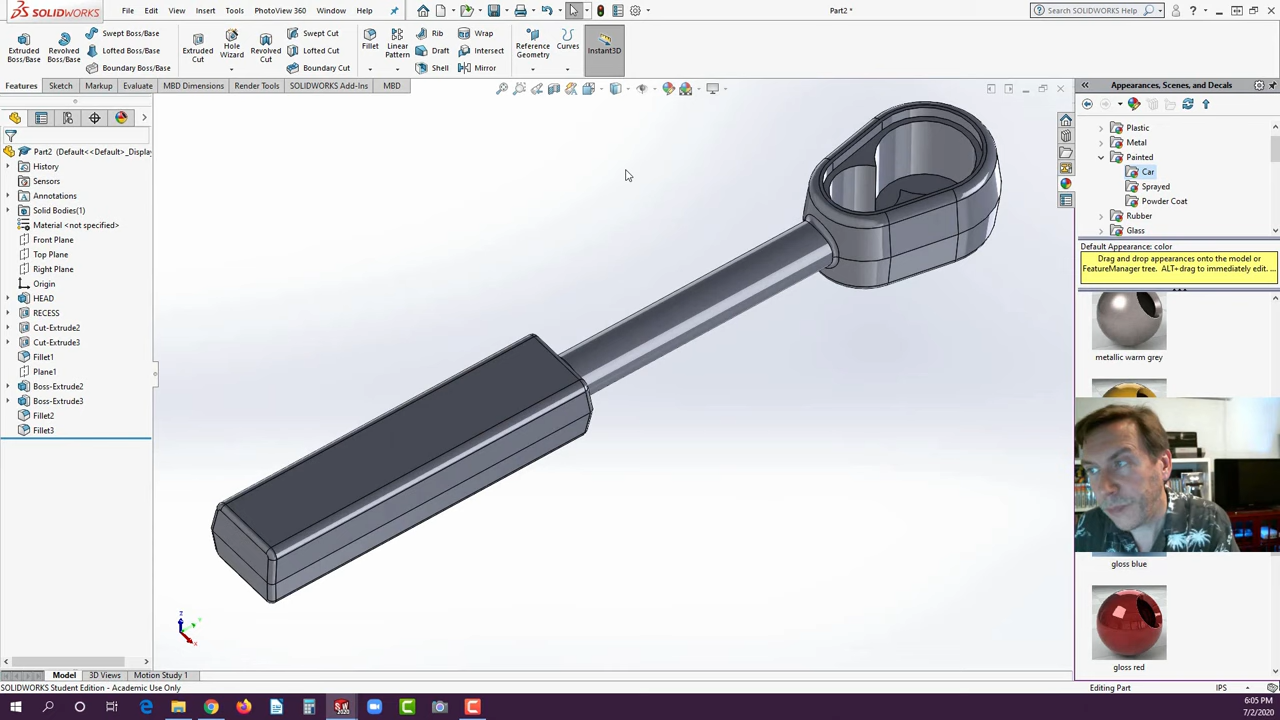 SOLIDWORKS File Edit View Insert Tools PhotoView 360 Window Help Part2 * Search SOLIDWORKS Help
Extruded Boss/Base
Revolved Boss/Base
Swept Boss/Base
Lofted Boss/Base
Boundary Boss/Base
Extruded Cut
Hole Wizard
Revolved Cut
Swept Cut
Lofted Cut
Boundary Cut
Fillet
Linear Pattern
Rib
Draft
Shell
Wrap
Intersect
Mirror
Reference Geometry
Curves
Instant3D
Features Sketch Markup Evaluate MBD Dimensions Render Tools SOLIDWORKS Add-Ins MBD
Appearances, Scenes, and Decals
Part2 (Default<<Default>_Display
History
Sensors
Annotations
Solid Bodies(1)
Material <not specified>
Front Plane
Top Plane
Right Plane
Origin
HEAD
RECESS
Cut-Extrude2
Cut-Extrude3
Fillet1
Plane1
Boss-Extrude2
Boss-Extrude3
Fillet2
Fillet3
Plastic
Metal
Painted
Car
Sprayed
Powder Coat
Rubber
Glass
Default Appearance: color
Drag and drop appearances onto the model or
FeatureManager tree. ALT+drag to immediately edit. ...
metallic warm grey
gloss blue
gloss red
Z
Y
X
Model 3D Views Motion Study 1
SOLIDWORKS Student Edition - Academic Use Only Editing Part IPS
6:05 PM
7/2/2020